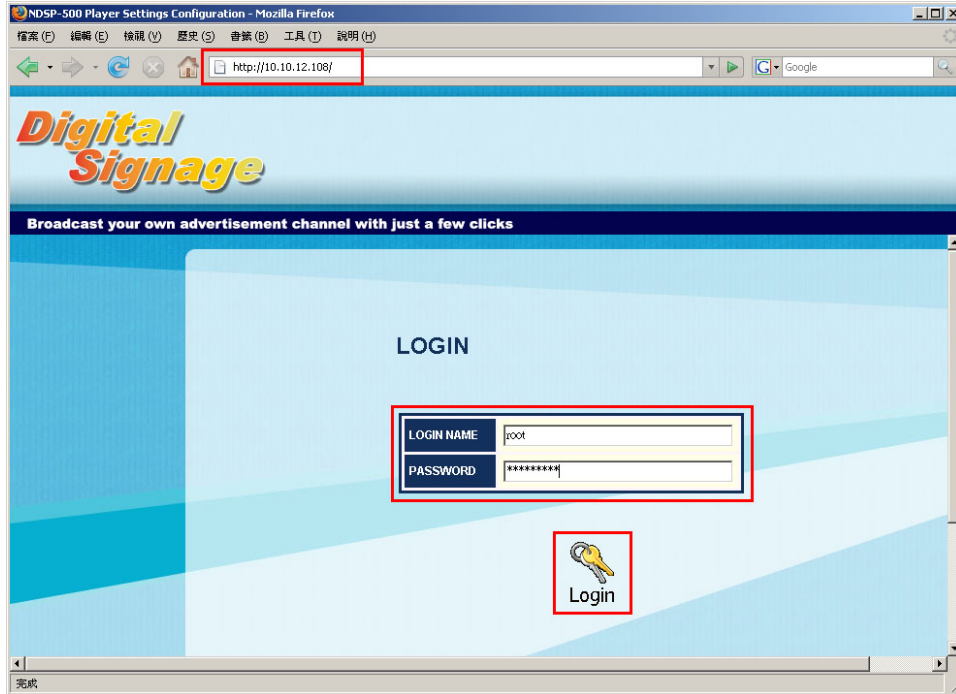 NDSP-500 Player Settings Configuration - Mozilla Firefox
檔案(F) 編輯(E) 檢視(V) 歷史(S) 書籤(B) 工具(T) 說明(H)
http://10.10.12.108/ G Google
Digital
Signage
Broadcast your own advertisement channel with just a few clicks
LOGIN
LOGIN NAME root
PASSWORD *********
Login
完成